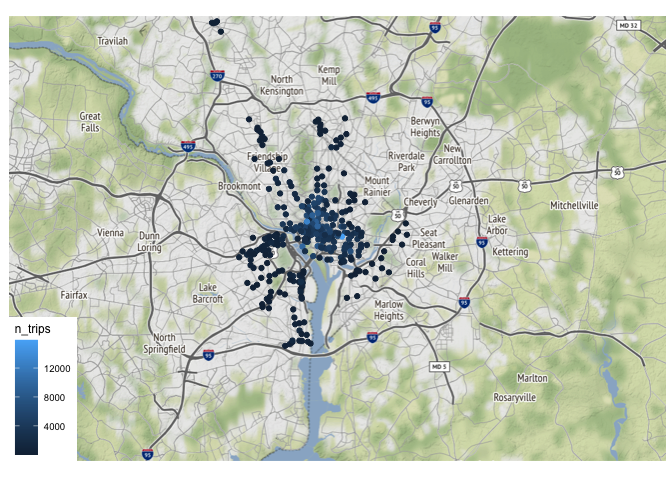 MD 32
95
Travilah
270
North
Kensington
Kemp
Mill
495
95
Great
Falls
Berwyn
Heights
495
Friendship
Village
Riverdale
Park
New
Carrollton
Brookmont
Mount
Rainier
50
50
50
Cheverly
Glenarden
Mitchellville
50
Vienna
Dunn
Loring
Seat
Pleasant
Lake
Arbor
95
Kettering
Coral
Hills
Walker
Mill
Fairfax
Lake
Barcroft
Marlow
Heights
95
n_trips
12000
8000
4000
North
Springfield
95
95
MD 5
Marlton
Rosaryville
95